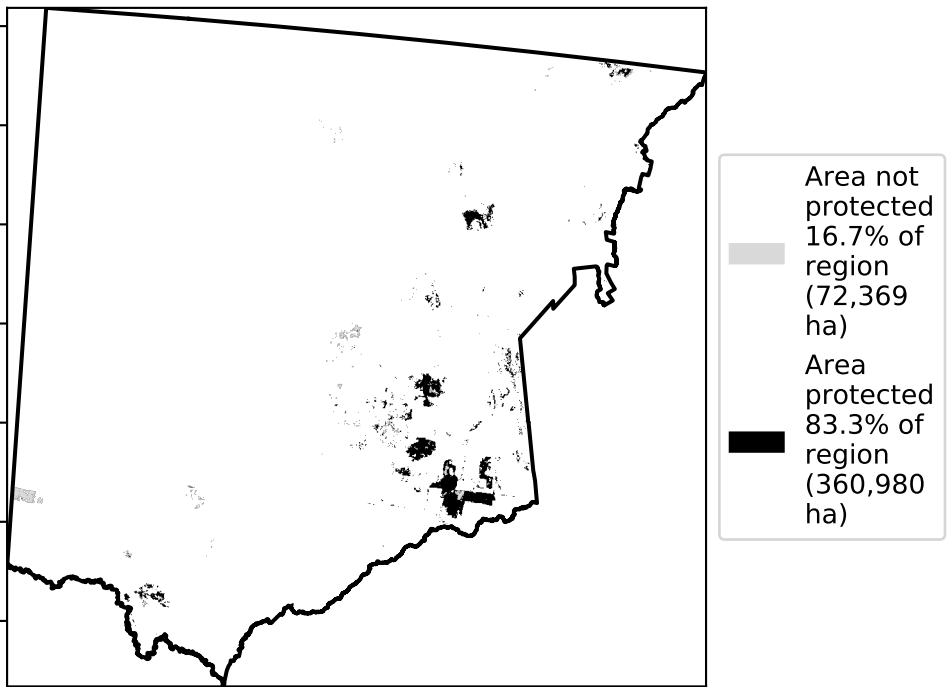 Area not
protected
16.7% of
region
(72,369
ha)
Area
protected
83.3% of
region
(360,980
ha)